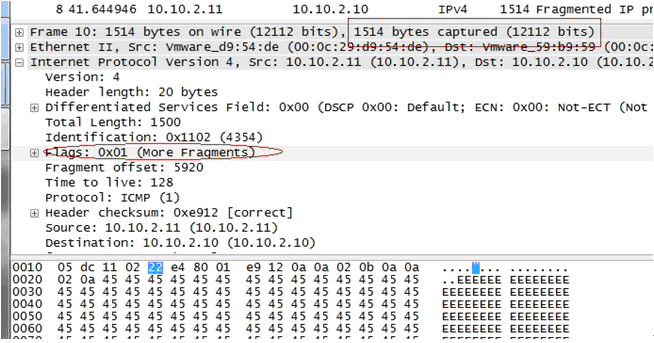 8 41.644946 10.10.2.11 10.10.2.10 IPv4 1514 Fragmented IP pr
Frame 10: 1514 bytes on wire (12112 bits), 1514 bytes captured (12112 bits)
Ethernet II, Src: Vmware_d9:54:de (00:0c:29:d9:54:de), Dst: Vmware_59:b9:59 (00:0c:
Internet Protocol Version 4, Src: 10.10.2.11 (10.10.2.11), Dst: 10.10.2.10 (10.10.2.10
Version: 4
Header length: 20 bytes
Differentiated Services Field: 0x00 (DSCP 0x00: Default; ECN: 0x00: Not-ECT (Not
Total Length: 1500
Identification: 0x1102 (4354)
Flags: 0x01 (More Fragments)
Fragment offset: 5920
Time to live: 128
Protocol: ICMP (1)
Header checksum: 0xe912 [correct]
Source: 10.10.2.11 (10.10.2.11)
Destination: 10.10.2.10 (10.10.2.10)
0010 05 dc 11 02 22 e4 80 01 e9 12 0a 0a 02 0b 0a 0a ....". .. ........
0020 02 0a 45 45 45 45 45 45 45 45 45 45 45 45 45 45 ..EEEEEE EEEEEEEE
0030 45 45 45 45 45 45 45 45 45 45 45 45 45 45 45 45 EEEEEEEE EEEEEEEE
0040 45 45 45 45 45 45 45 45 45 45 45 45 45 45 45 45 EEEEEEEE EEEEEEEE
0050 45 45 45 45 45 45 45 45 45 45 45 45 45 45 45 45 EEEEEEEE EEEEEEEE
0060 45 45 45 45 45 45 45 45 45 45 45 45 45 45 45 45 EEEEEEEE EEEEEEEE